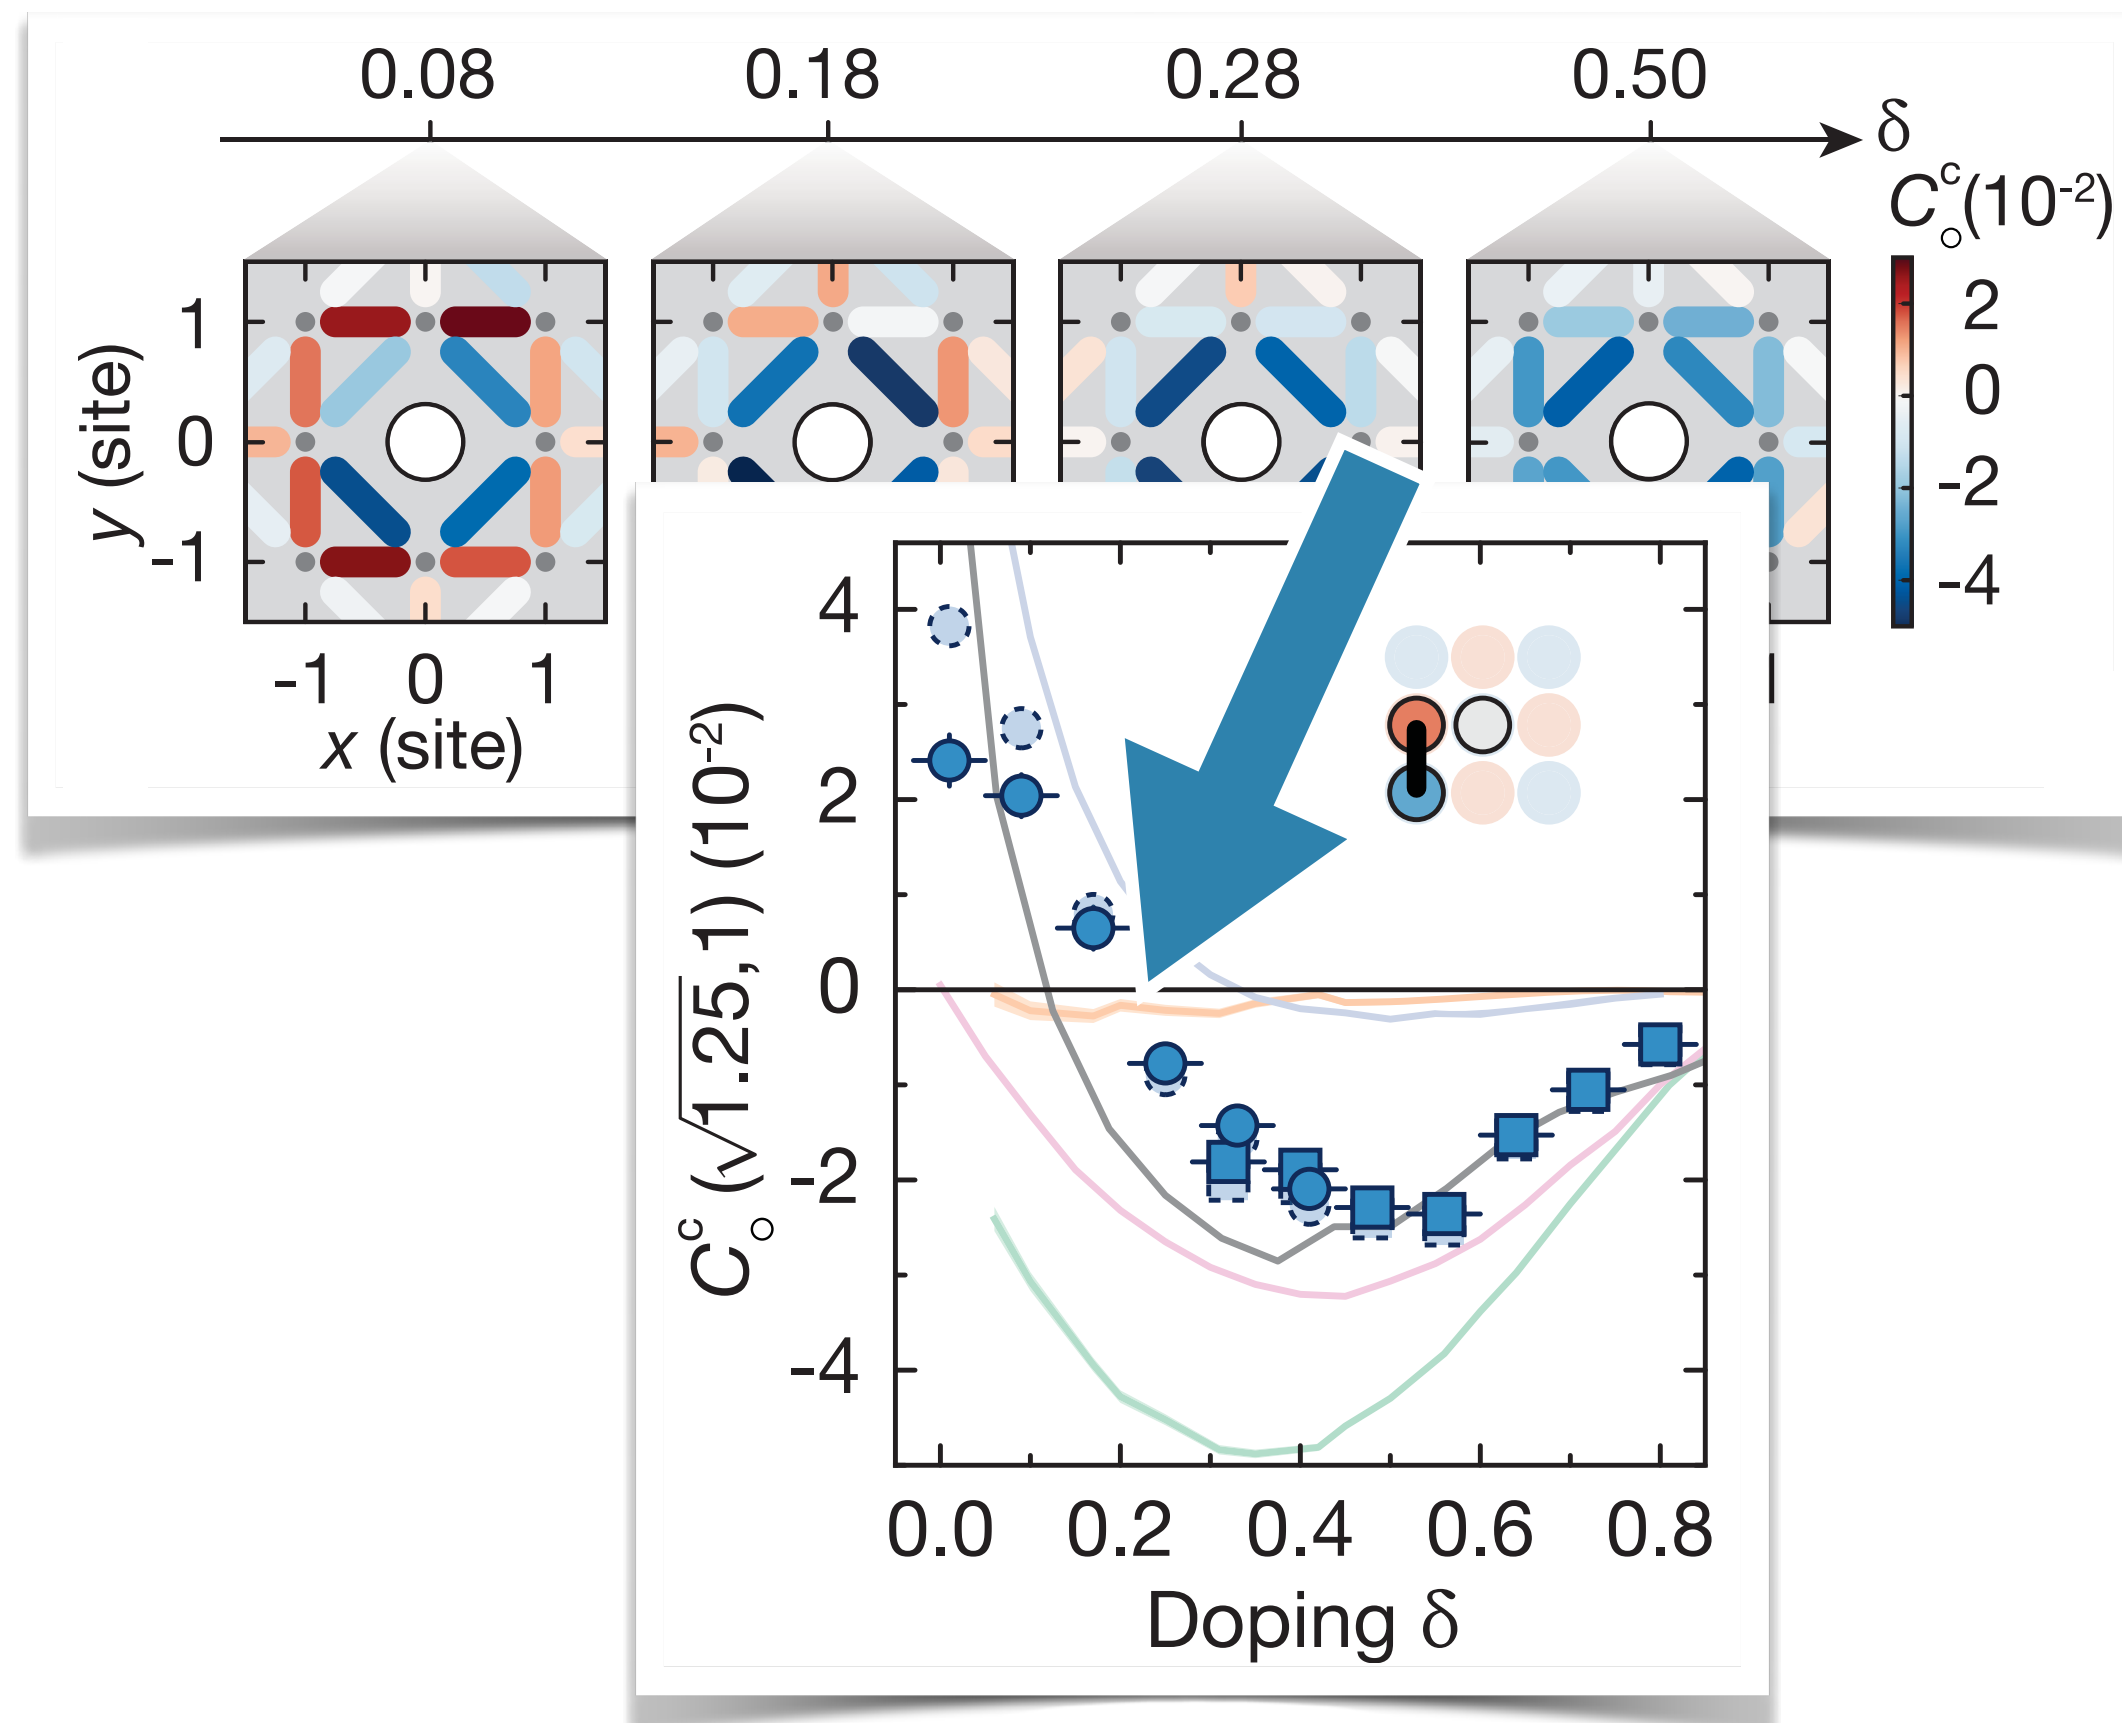 0.08 0.18 0.28 0.50
δ
C○ᶜ(10⁻²)
1
0
-1
y (site)
-1 0 1
x (site)
2
0
-2
-4
4
2
0
-2
-4
C○ᶜ (√1.25, 1) (10⁻²)
0.0 0.2 0.4 0.6 0.8
Doping δ